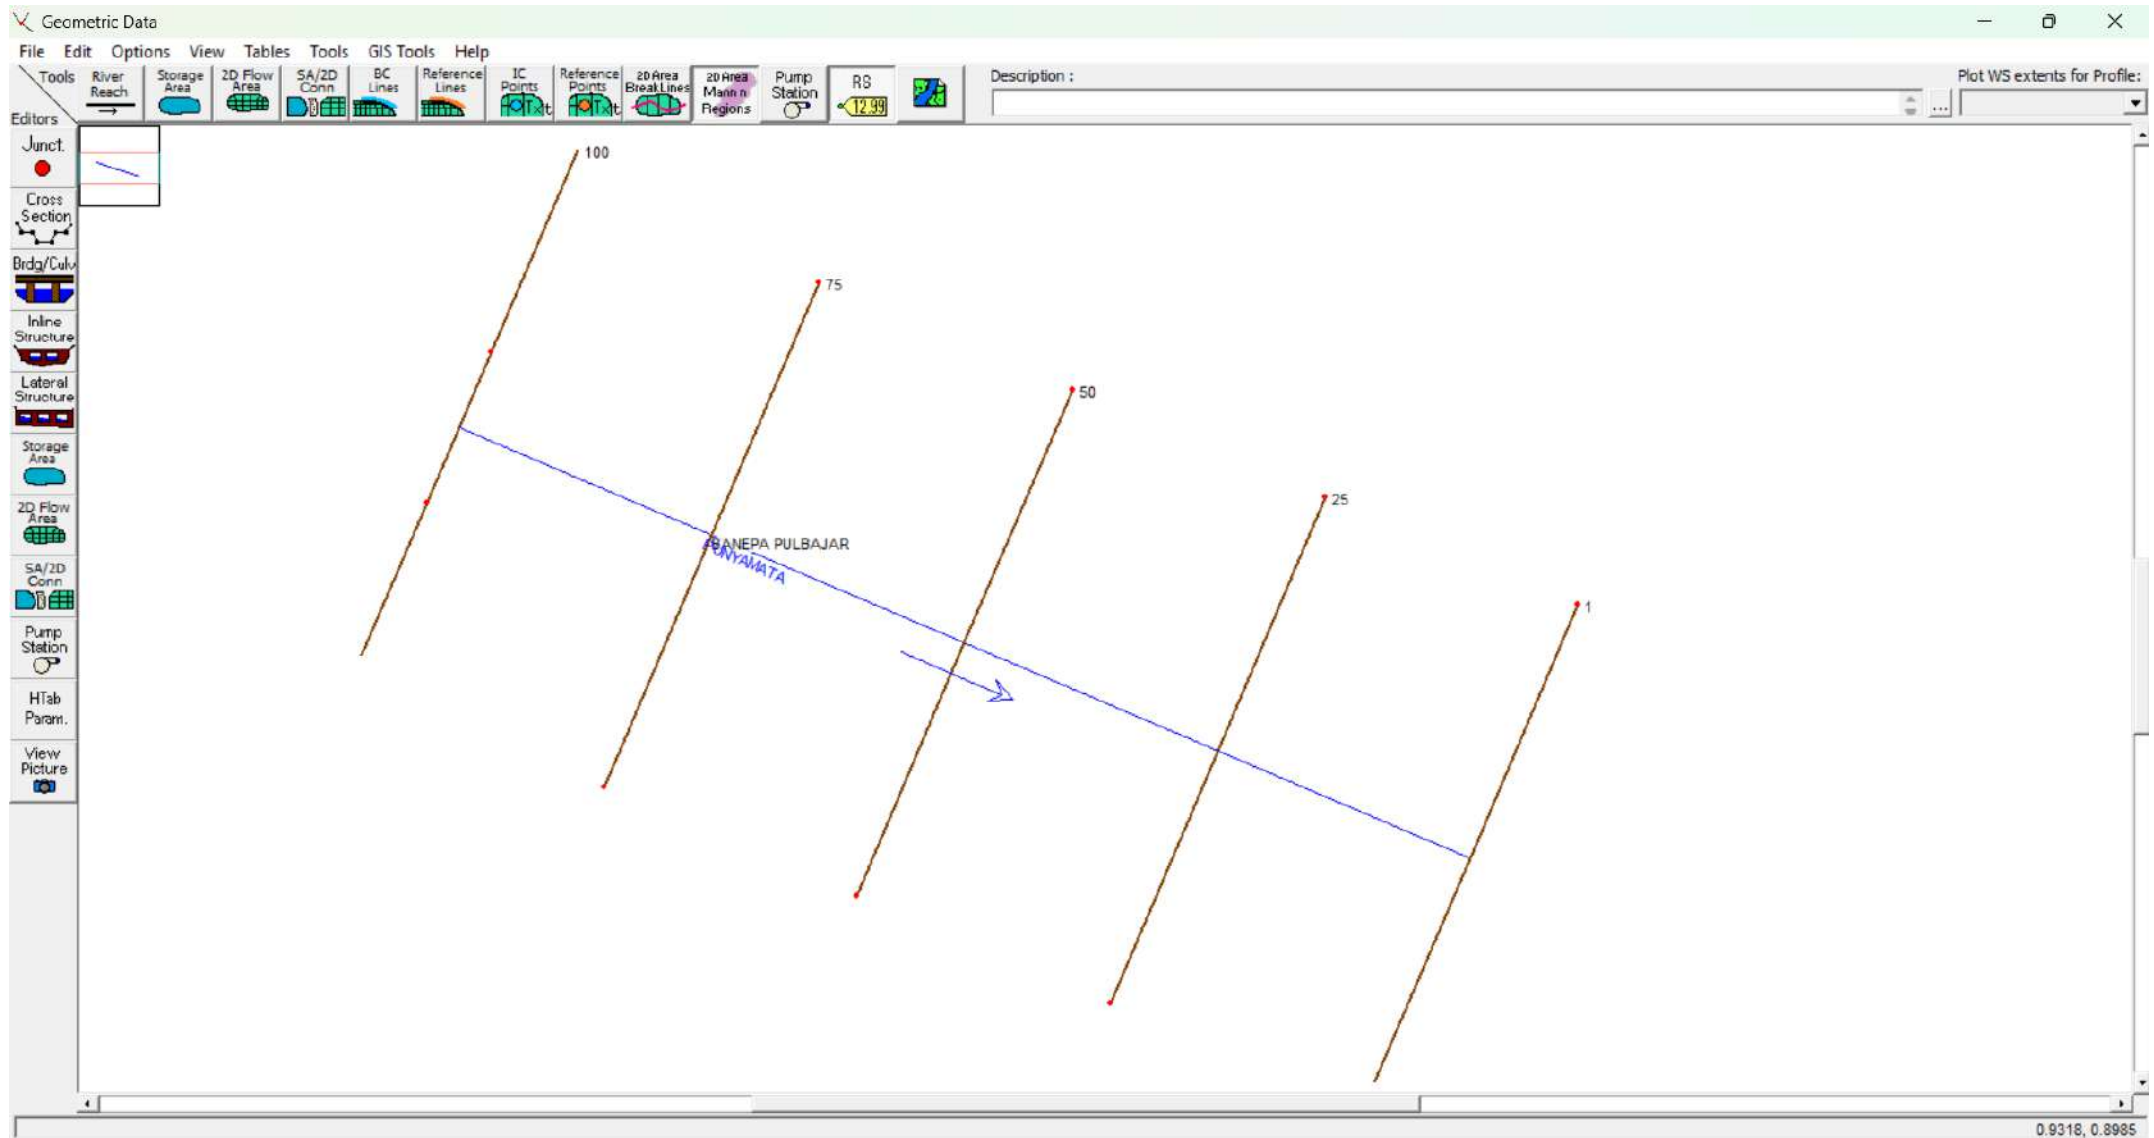 Geometric Data
File Edit Options View Tables Tools GIS Tools Help
Tools
Editors
River
Reach
Storage
Area
2D Flow
Area
SA/2D
Conn
BC
Lines
Reference
Lines
IC
Points
Reference
Points
2D Area
BreakLines
2D Area
Mann n
Regions
Pump
Station
RS
12.99
Description :
...
Plot WS extents for Profile:
Junct.
Cross
Section
Brdg/Culv
Inline
Structure
Lateral
Structure
Storage
Area
2D Flow
Area
SA/2D
Conn
Pump
Station
HTab
Param.
View
Picture
100
75
50
25
1
BANEPA PULBAJAR
PUNYAMATA
0.9318, 0.8985